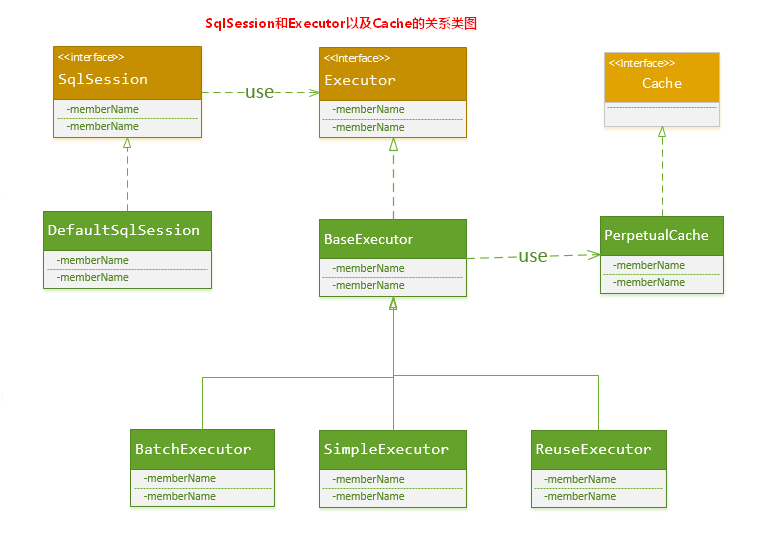 SqlSession和Executor以及Cache的关系类图
<<interface>>
SqlSession
-memberName
-memberName
use
<<Interface>>
Executor
-memberName
-memberName
<<Interface>>
Cache
DefaultSqlSession
-memberName
-memberName
BaseExecutor
-memberName
-memberName
use
PerpetualCache
-memberName
-memberName
BatchExecutor
-memberName
-memberName
SimpleExecutor
-memberName
-memberName
ReuseExecutor
-memberName
-memberName